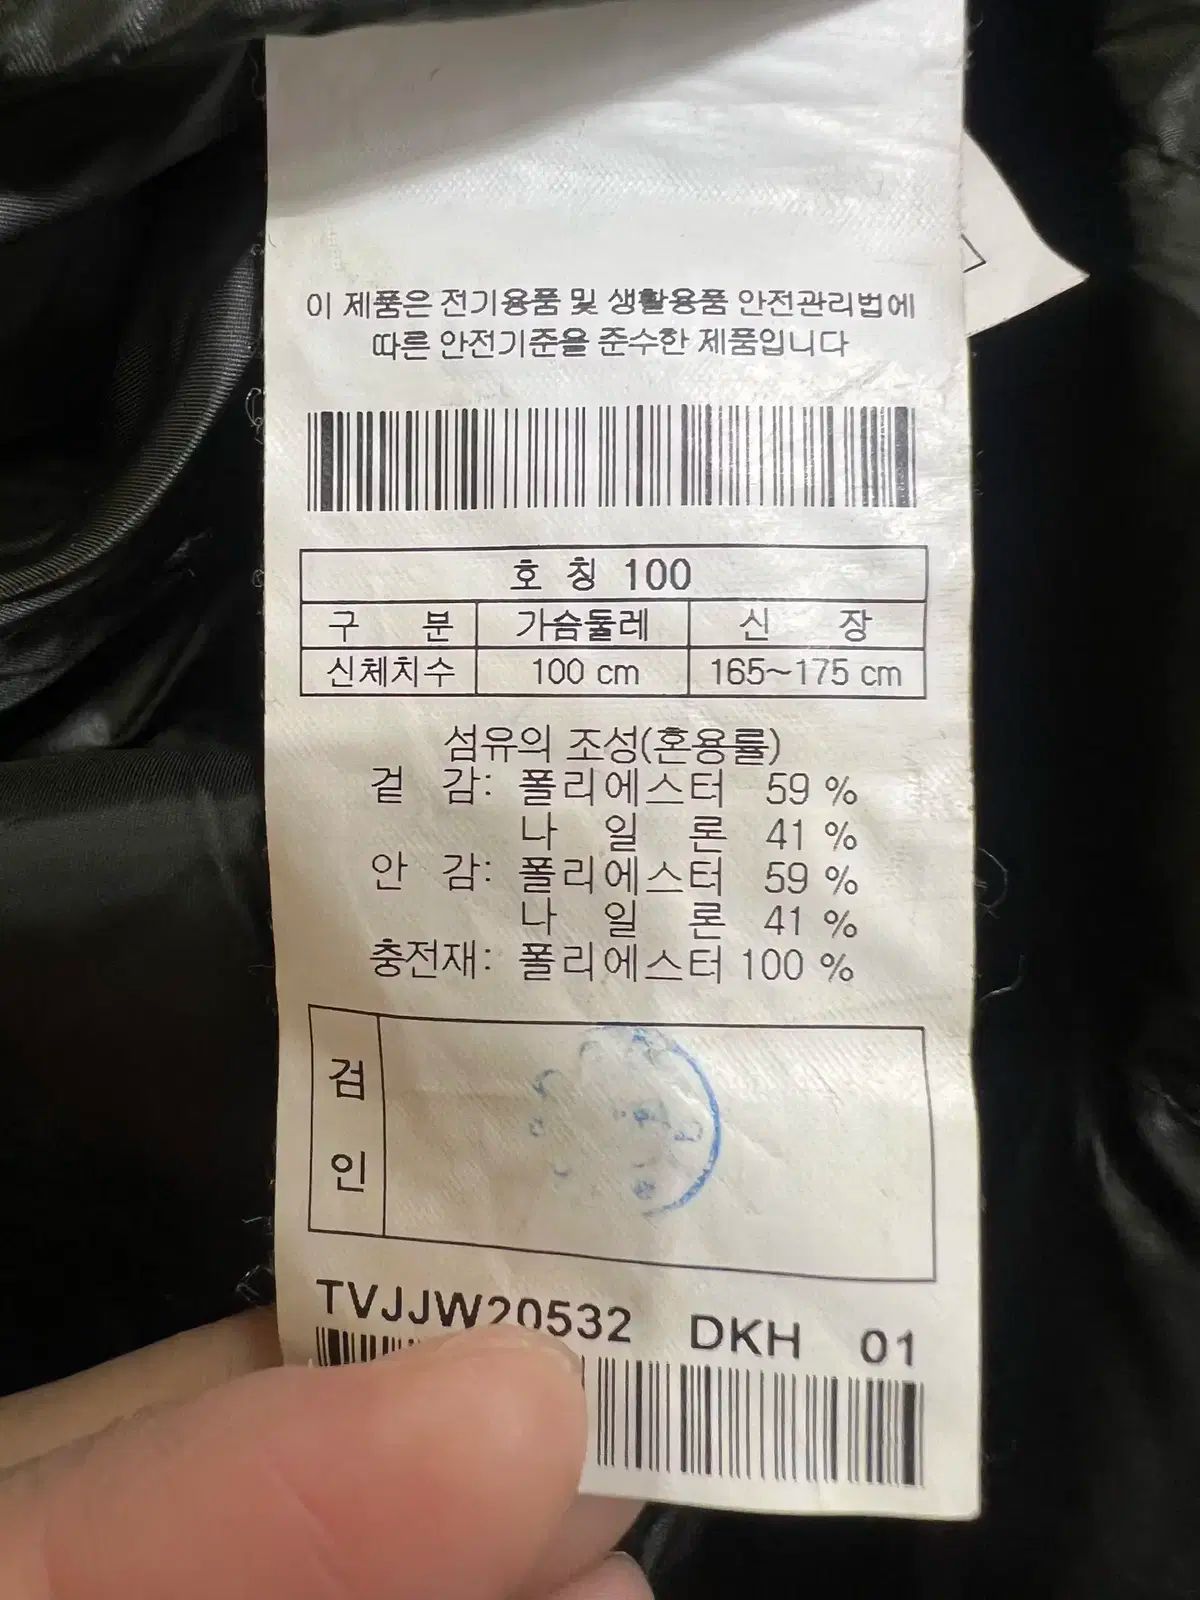 이 제품은 전기용품 및 생활용품 안전관리법에
따른 안전기준을 준수한 제품입니다
호 칭 100
구 분 가슴둘레 신 장
신체치수 100 cm 165~175 cm
섬유의 조성(혼용률)
겉 감: 폴리에스터 59 %
나 일 론 41 %
안 감: 폴리에스터 59 %
나 일 론 41 %
충전재: 폴리에스터 100 %
검
인
TVJJW20532 DKH 01